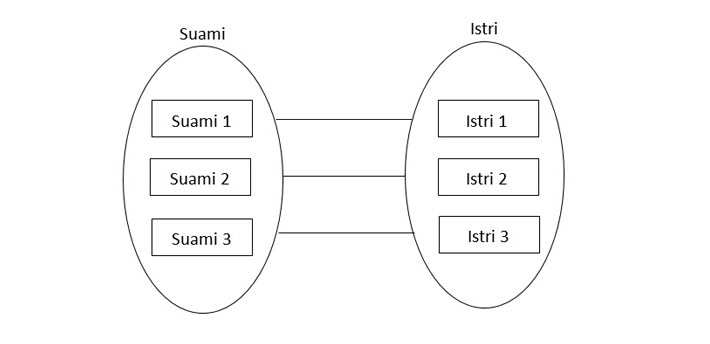 Suami
Istri
Suami 1
Istri 1
Suami 2
Istri 2
Suami 3
Istri 3